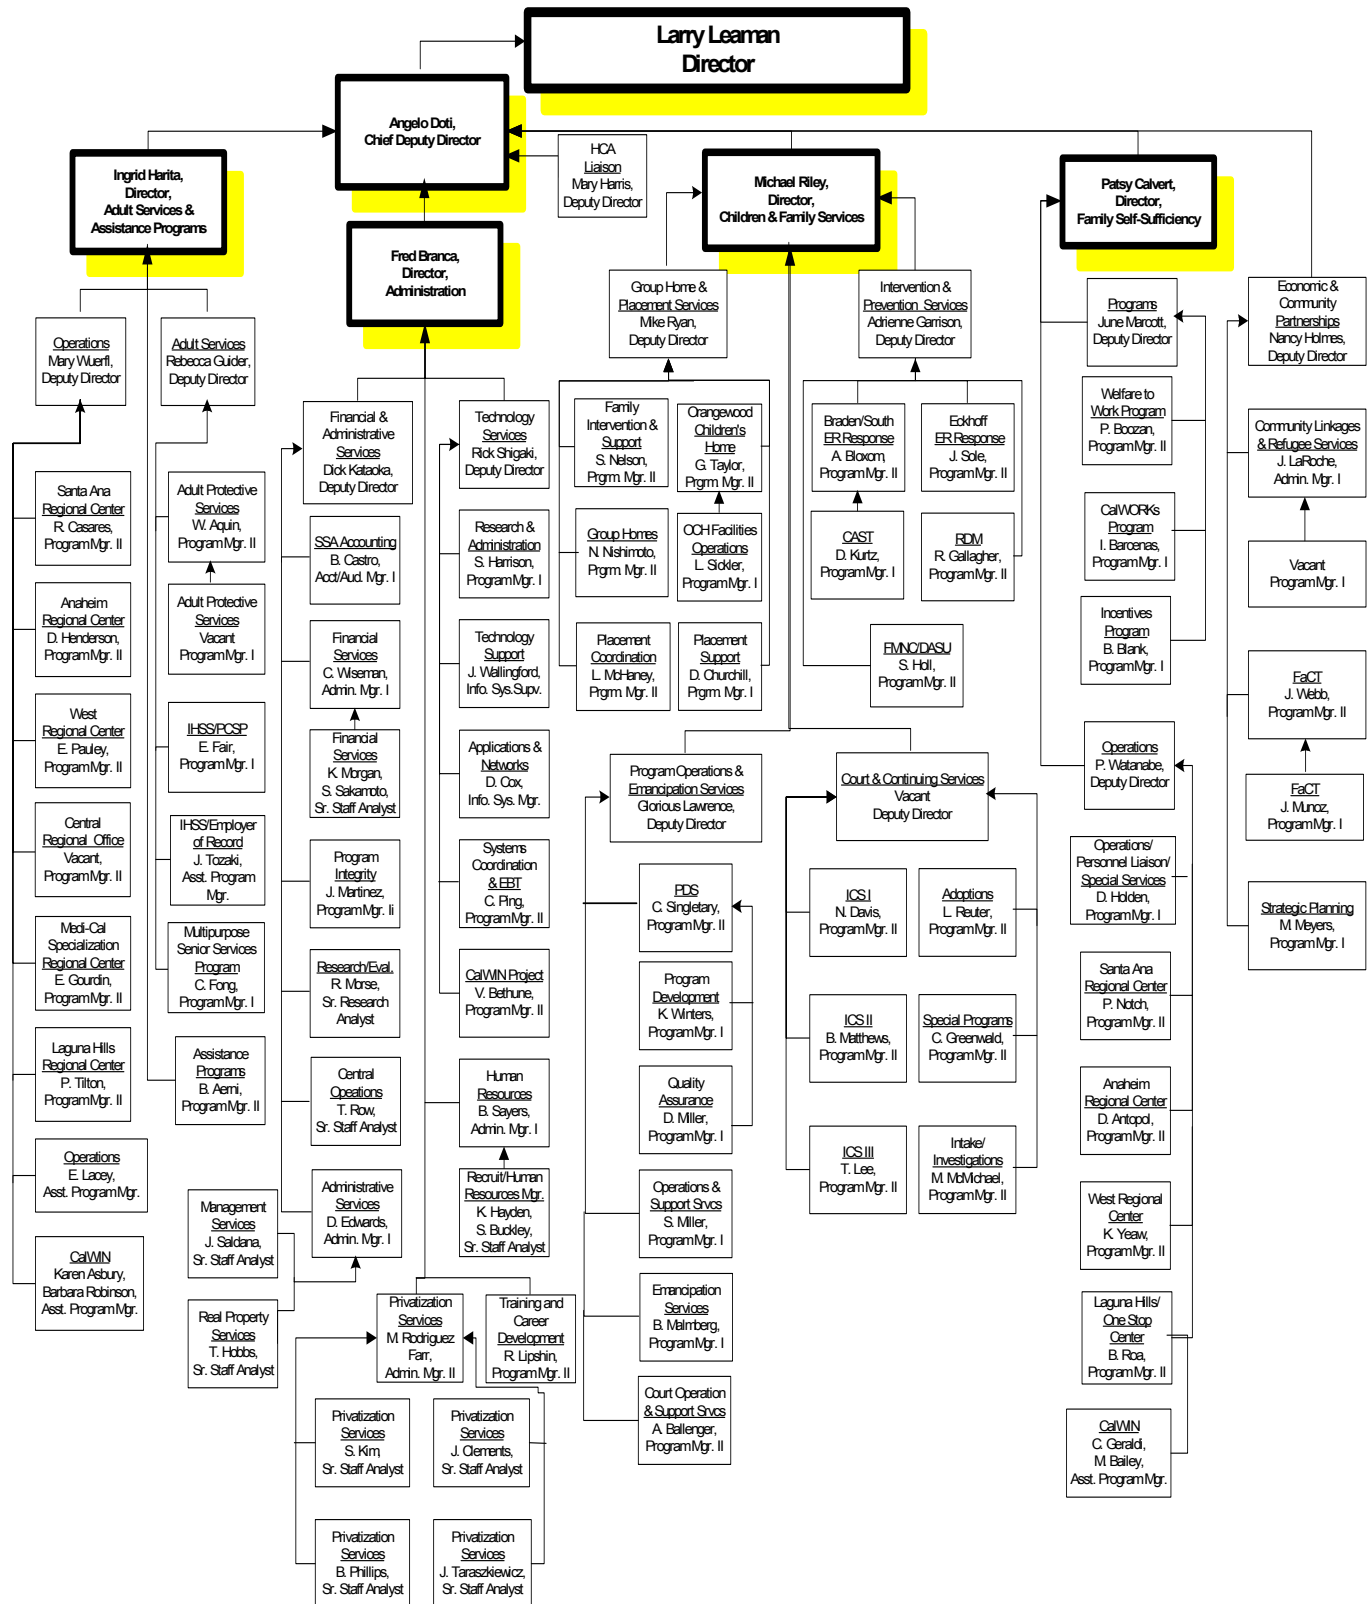 Larry Leaman
Director
Angelo Doti,
Chief Deputy Director
HCA
Liaison
Mary Harris,
Deputy Director
Ingrid Harita,
Director,
Adult Services &
Assistance Programs
Michael Riley,
Director,
Children & Family Services
Patsy Calvert,
Director,
Family Self-Sufficiency
Fred Branca,
Director,
Administration
Operations
Mary Wuerfl,
Deputy Director
Adult Services
Rebecca Guider,
Deputy Director
Santa Ana
Regional Center
R. Casares,
Program Mgr. II
Anaheim
Regional Center
D. Henderson,
Program Mgr. II
West
Regional Center
E. Pauley,
Program Mgr. II
Central
Regional Office
Vacant,
Program Mgr. II
Medi-Cal
Specialization
Regional Center
E. Gourdin,
Program Mgr. II
Laguna Hills
Regional Center
P. Tilton,
Program Mgr. II
Operations
E. Lacey,
Asst. Program Mgr.
CalWIN
Karen Asbury,
Barbara Robinson,
Asst. Program Mgr.
Adult Protective
Services
W. Aquin,
Program Mgr. II
Adult Protective
Services
Vacant
Program Mgr. I
IHSS/PCSP
E. Fair,
Program Mgr. I
IHSS/Employer
of Record
J. Tozaki,
Asst. Program
Mgr.
Multipurpose
Senior Services
Program
C. Fong,
Program Mgr. I
Assistance
Programs
B. Aerni,
Program Mgr. II
Financial &
Administrative
Services
Dick Kataoka,
Deputy Director
SSA Accounting
B. Castro,
Acct/Aud. Mgr. I
Financial
Services
C. Wiseman,
Admin. Mgr. I
Financial
Services
K. Morgan,
S. Sakamoto,
Sr. Staff Analyst
Program
Integrity
J. Martinez,
Program Mgr. Ii
Research/Eval.
R. Morse,
Sr. Research
Analyst
Central
Opeations
T. Row,
Sr. Staff Analyst
Administrative
Services
D. Edwards,
Admin. Mgr. I
Management
Services
J. Saldana,
Sr. Staff Analyst
Real Property
Services
T. Hobbs,
Sr. Staff Analyst
Technology
Services
Rick Shigaki,
Deputy Director
Research &
Administration
S. Harrison,
Program Mgr. I
Technology
Support
J. Wallingford,
Info. Sys.Supv.
Applications &
Networks
D. Cox,
Info. Sys. Mgr.
Systems
Coordination
& EBT
C. Ping,
Program Mgr. II
CalWIN Project
V. Bethune,
Program Mgr. II
Human
Resources
B. Sayers,
Admin. Mgr. I
Recruit/Human
Resources Mgr.
K. Hayden,
S. Buckley,
Sr. Staff Analyst
Privatization
Services
M. Rodriguez
Farr,
Admin. Mgr. II
Training and
Career
Development
R. Lipshin,
Program Mgr. II
Privatization
Services
S. Kim,
Sr. Staff Analyst
Privatization
Services
J. Clements,
Sr. Staff Analyst
Privatization
Services
B. Phillips,
Sr. Staff Analyst
Privatization
Services
J. Taraszkiewicz,
Sr. Staff Analyst
Group Home &
Placement Services
Mike Ryan,
Deputy Director
Family
Intervention &
Support
S. Nelson,
Prgrm. Mgr. II
Orangewood
Children's
Home
G. Taylor,
Prgrm. Mgr. II
Group Homes
N. Nishimoto,
Prgrm. Mgr. II
OCH Facilities
Operations
L. Sickler,
Program Mgr. I
Placement
Coordination
L. McHaney,
Prgrm. Mgr. II
Placement
Support
D. Churchill,
Prgrm. Mgr. I
Intervention &
Prevention Services
Adrienne Garrison,
Deputy Director
Braden/South
ER Response
A. Bloxom,
Program Mgr. II
Eckhoff
ER Response
J. Sole,
Program Mgr. II
CAST
D. Kurtz,
Program Mgr. I
RDM
R. Gallagher,
Program Mgr. II
FMNC/DASU
S. Holl,
Program Mgr. II
Program Operations &
Emancipation Services
Glorious Lawrence,
Deputy Director
PDS
C. Singletary,
Program Mgr. II
Program
Development
K. Winters,
Program Mgr. I
Quality
Assurance
D. Miller,
Program Mgr. I
Operations &
Support Srvcs
S. Miller,
Program Mgr. I
Emancipation
Services
B. Malmberg,
Program Mgr. I
Court Operation
& Support Srvcs
A. Ballenger,
Program Mgr. II
Court & Continuing Services
Vacant
Deputy Director
ICS I
N. Davis,
Program Mgr. II
Adoptions
L. Reuter,
Program Mgr. II
ICS II
B. Matthews,
Program Mgr. II
Special Programs
C. Greenwald,
Program Mgr. II
ICS III
T. Lee,
Program Mgr. II
Intake/
Investigations
M. McMichael,
Program Mgr. II
Programs
June Marcott,
Deputy Director
Welfare to
Work Program
P. Boozan,
Program Mgr. II
CalWORKs
Program
I. Barcenas,
Program Mgr. I
Incentives
Program
B. Blank,
Program Mgr. I
Operations
P. Watanabe,
Deputy Director
Operations/
Personnel Liaison/
Special Services
D. Holden,
Program Mgr. I
Santa Ana
Regional Center
P. Notch,
Program Mgr. II
Anaheim
Regional Center
D. Antopol,
Program Mgr. II
West Regional
Center
K. Yeaw,
Program Mgr. II
Laguna Hills/
One Stop
Center
B. Roa,
Program Mgr. II
CalWIN
C. Geraldi,
M. Bailey,
Asst. Program Mgr.
Economic &
Community
Partnerships
Nancy Holmes,
Deputy Director
Community Linkages
& Refugee Services
J. LaRoche,
Admin. Mgr. I
Vacant
Program Mgr. I
FaCT
J. Webb,
Program Mgr. II
FaCT
J. Munoz,
Program Mgr. I
Strategic Planning
M. Meyers,
Program Mgr. I